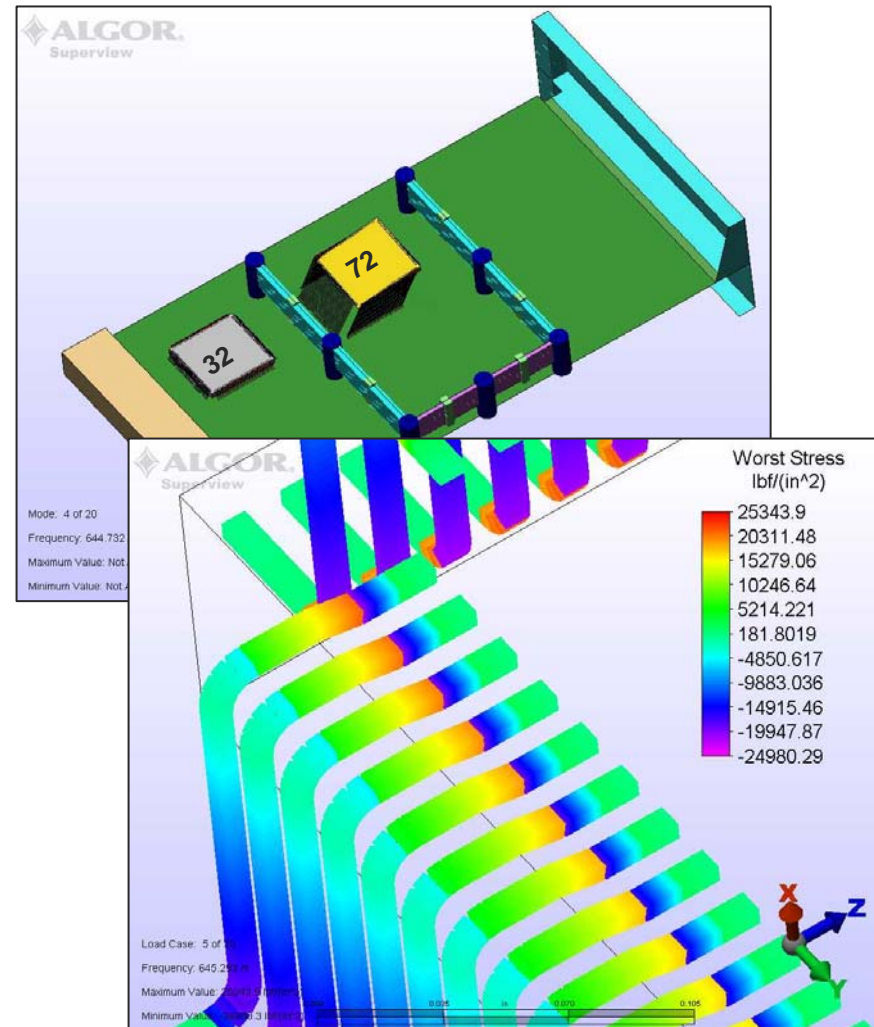 ALGOR.
Superview
72
32
Mode: 4 of 20
Frequency: 644.732
Maximum Value: Not
Minimum Value: Not
ALGOR.
Superview
Worst Stress
lbf/(in^2)
25343.9
20311.48
15279.06
10246.64
5214.221
181.8019
-4850.617
-9883.036
-14915.46
-19947.87
-24980.29
X
Z
Y
Load Case: 5 of
Frequency:
Maximum Value:
0.035
in
0.070
0.105
Minimum Value: